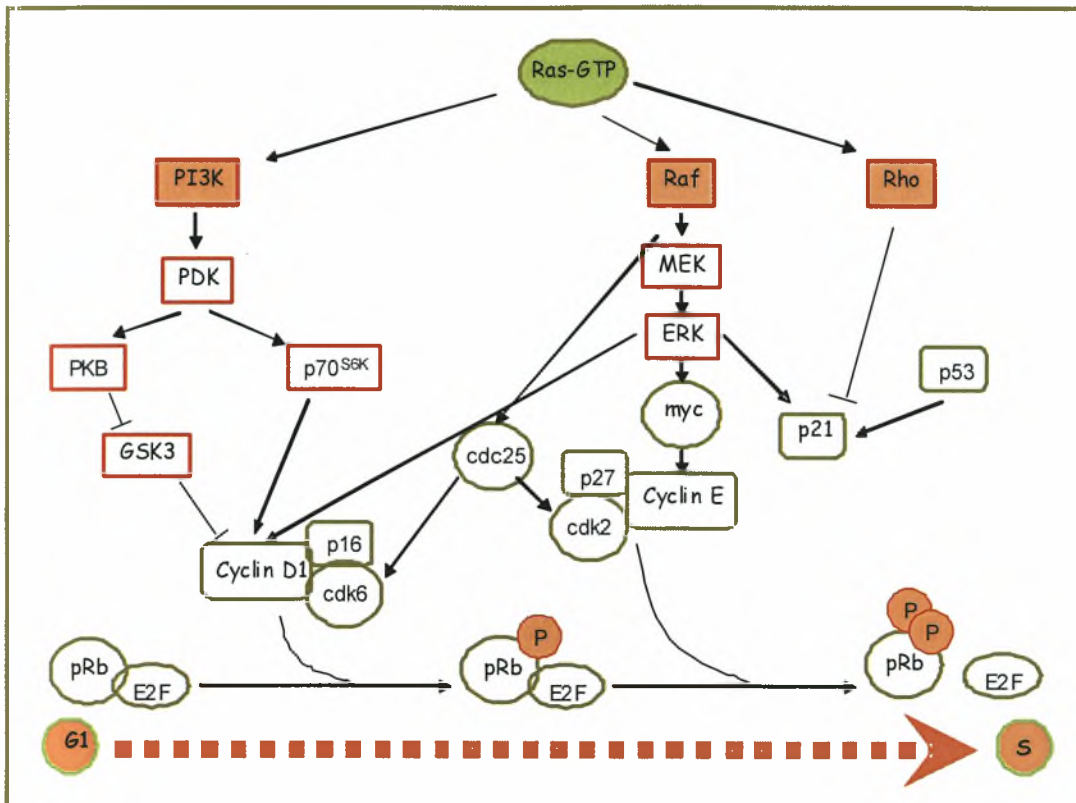 Ras-GTP
PI3K
Raf
Rho
PDK
MEK
PKB
p70S6K
ERK
p53
myc
p21
GSK3
cdc25
p27
Cyclin E
cdk2
p16
Cyclin D1
cdk6
P
P
P
pRb
E2F
pRb
E2F
pRb
E2F
G1
S